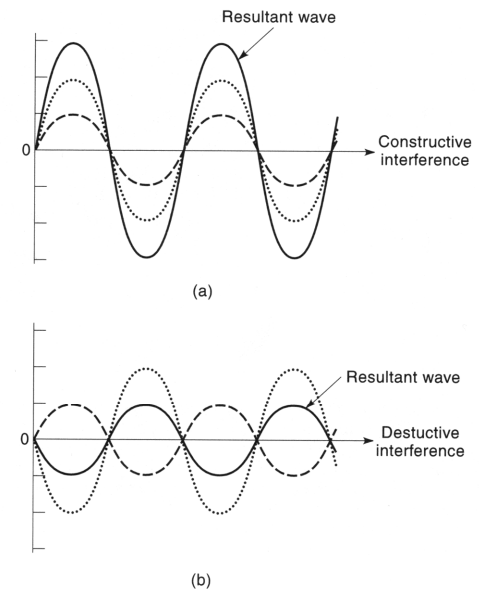 Resultant wave
0
Constructive
interference
(a)
Resultant wave
0
Destuctive
interference
(b)